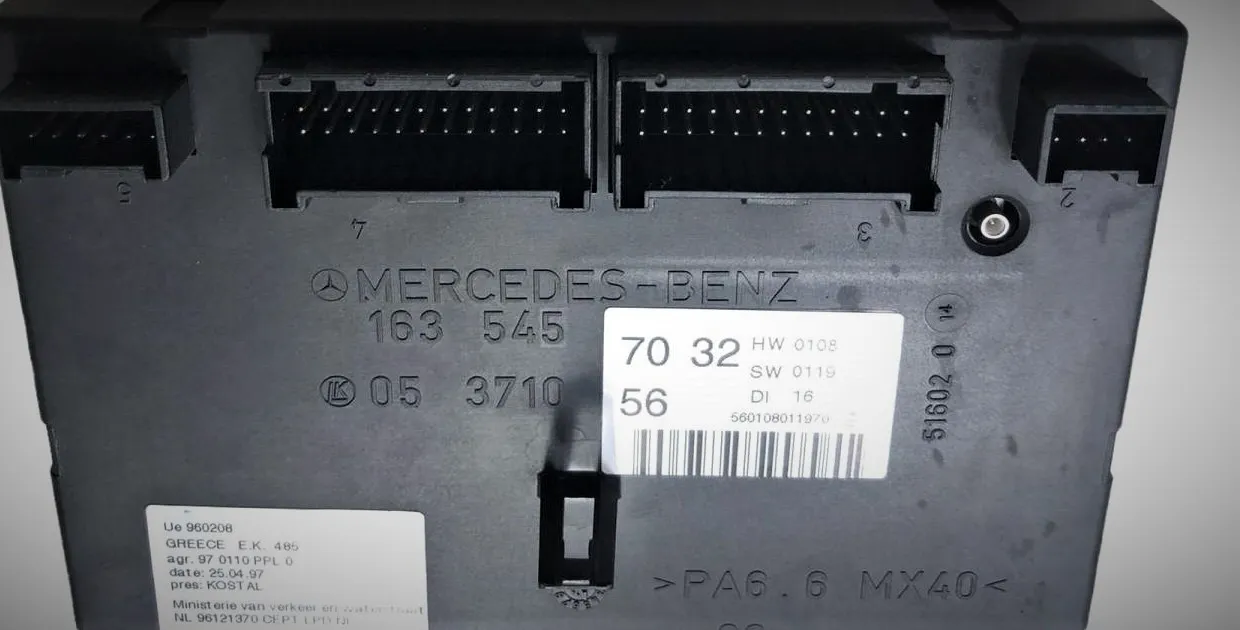 5
4
3
2
MERCEDES-BENZ
163 545
70 32
56
HW 0108
SW 0119
DI 16
560108011970
05 3710
51602 0 14
Ue 960208
GREECE E.K. 485
agr. 97 0110 PPL 0
date: 25.04.97
pres: KOSTAL
Ministerie van verkeer en waterstaat
NL 96121370 CEPT LPD NL
>PA6.6 MX40<